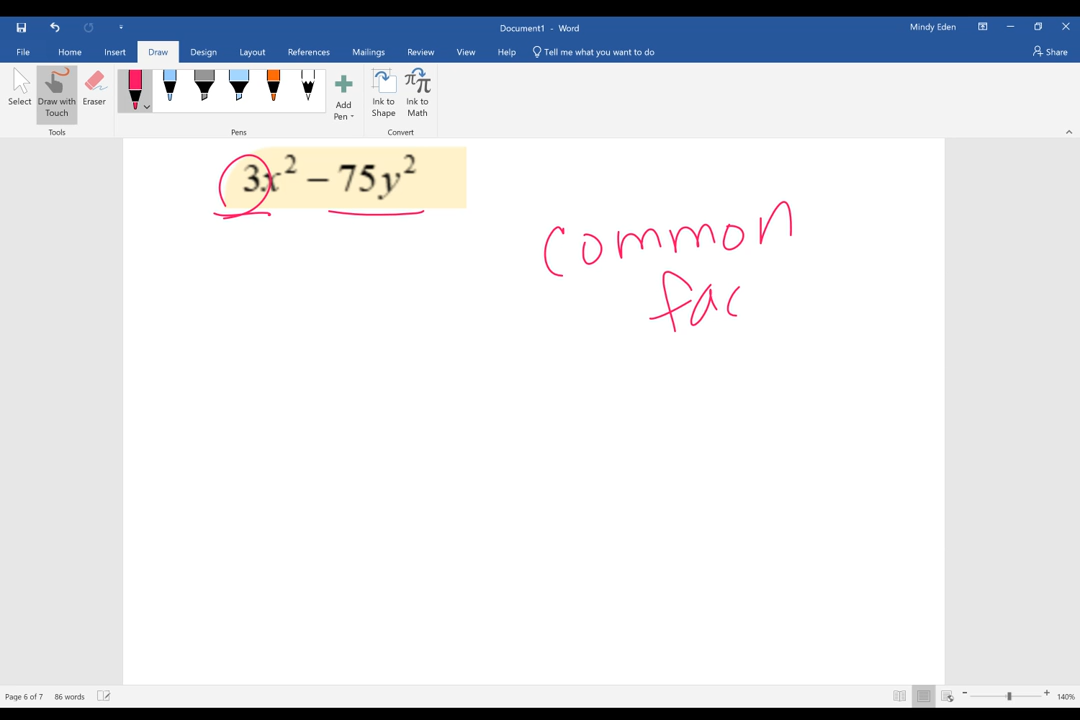 Document1 - Word
Mindy Eden
File Home Insert Draw Design Layout References Mailings Review View Help Tell me what you want to do Share
Select
Draw with Touch
Eraser
Add Pen
Ink to Shape
Ink to Math
Tools
Pens
Convert
3x² − 75y²
common
fac
Page 6 of 7 86 words
140%